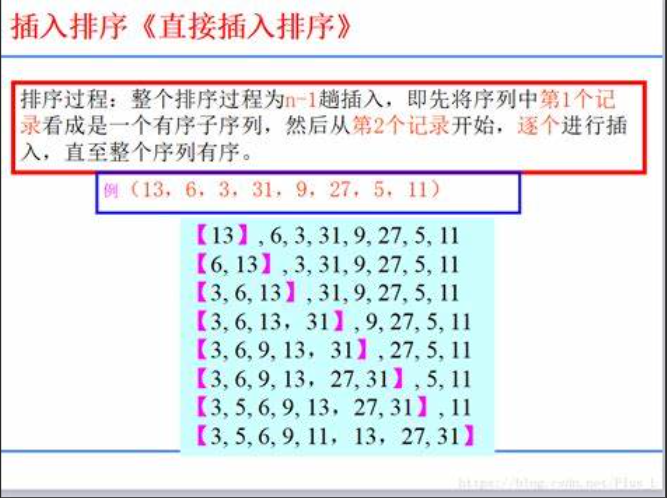 插入排序《直接插入排序》
排序过程：整个排序过程为n-1趟插入，即先将序列中第1个记
录看成是一个有序子序列，然后从第2个记录开始，逐个进行插
入，直至整个序列有序。
例（13，6，3，31，9，27，5，11）
【13】, 6, 3, 31, 9, 27, 5, 11
【6, 13】, 3, 31, 9, 27, 5, 11
【3, 6, 13】, 31, 9, 27, 5, 11
【3, 6, 13，31】, 9, 27, 5, 11
【3, 6, 9, 13，31】, 27, 5, 11
【3, 6, 9, 13，27, 31】, 5, 11
【3, 5, 6, 9, 13，27, 31】, 11
【3, 5, 6, 9, 11，13，27, 31】